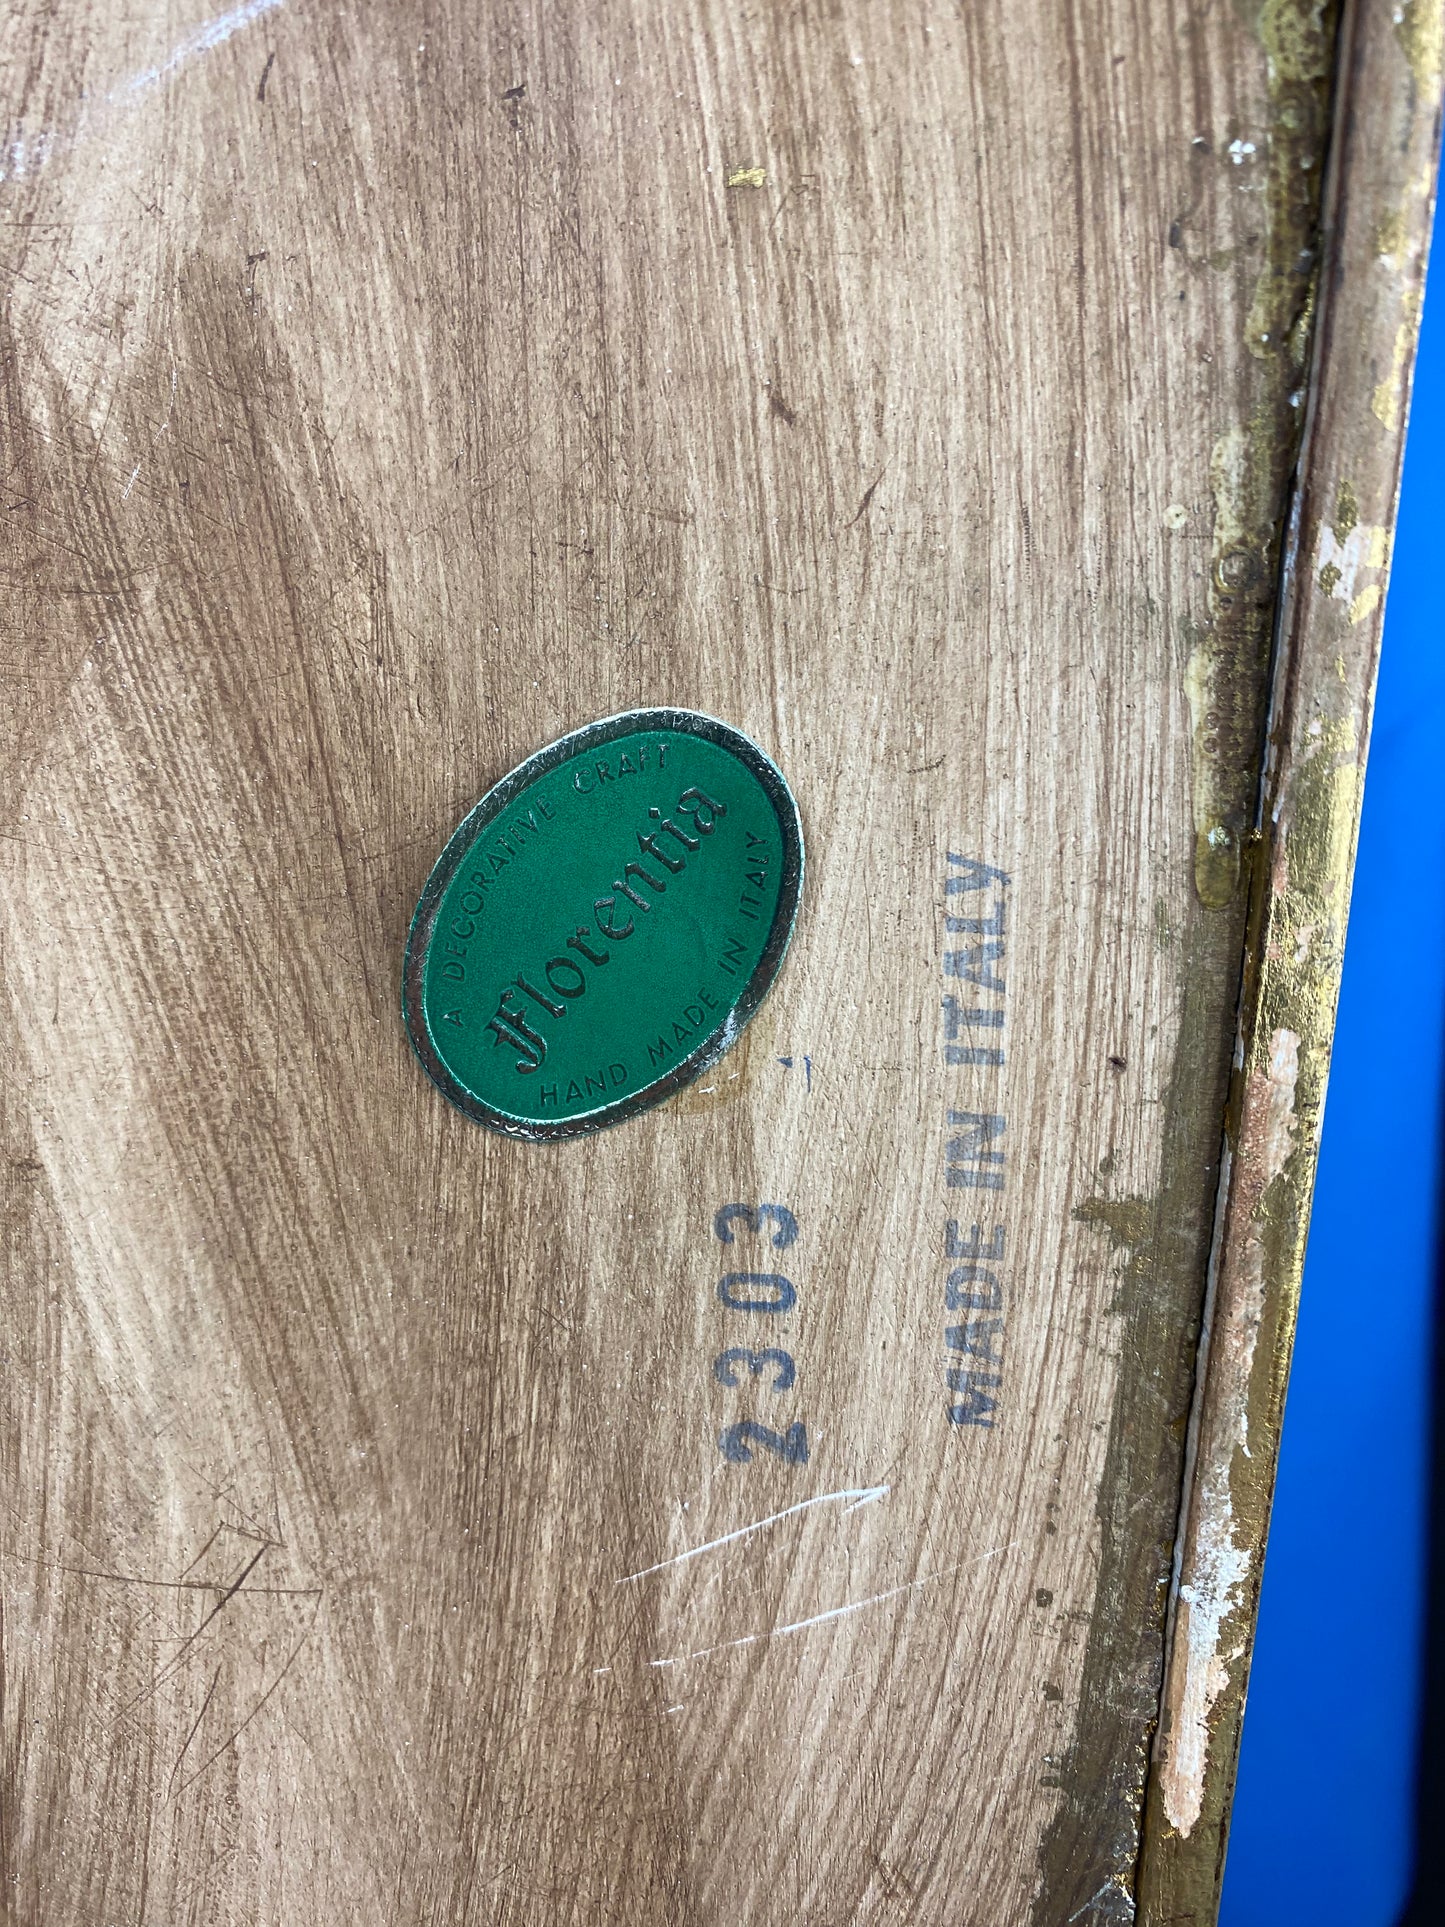 A DECORATIVE CRAFT
Florentia
HAND MADE IN ITALY
2303
MADE IN ITALY